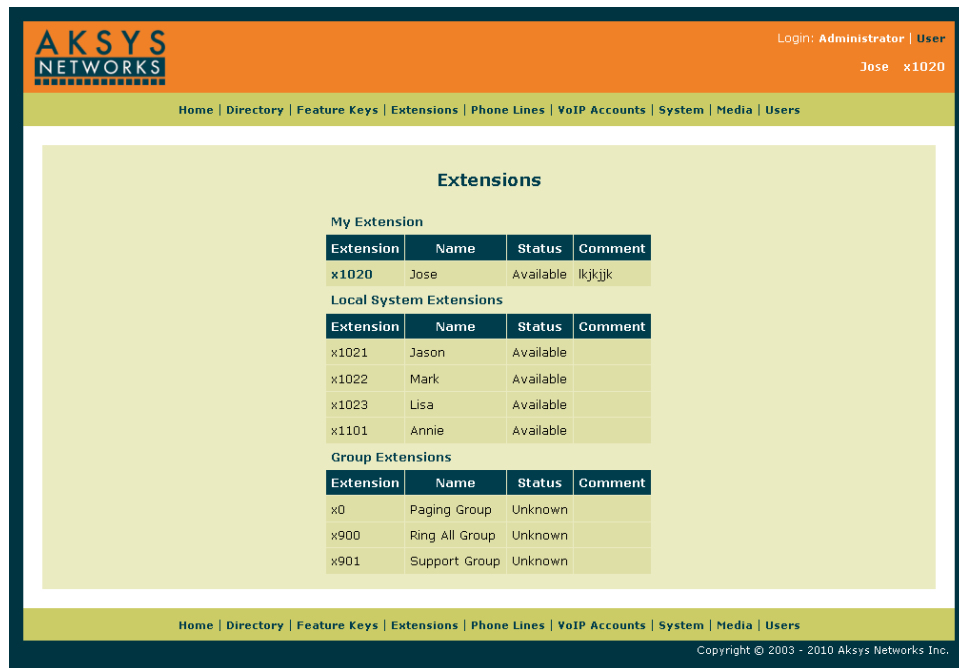 AKSYS
NETWORKS
Login: Administrator | User
Jose x1020
Home | Directory | Feature Keys | Extensions | Phone Lines | VoIP Accounts | System | Media | Users
Extensions
My Extension
Extension Name Status Comment
x1020 Jose Available lkjkjjk
Local System Extensions
Extension Name Status Comment
x1021 Jason Available
x1022 Mark Available
x1023 Lisa Available
x1101 Annie Available
Group Extensions
Extension Name Status Comment
x0 Paging Group Unknown
x900 Ring All Group Unknown
x901 Support Group Unknown
Home | Directory | Feature Keys | Extensions | Phone Lines | VoIP Accounts | System | Media | Users
Copyright © 2003 - 2010 Aksys Networks Inc.